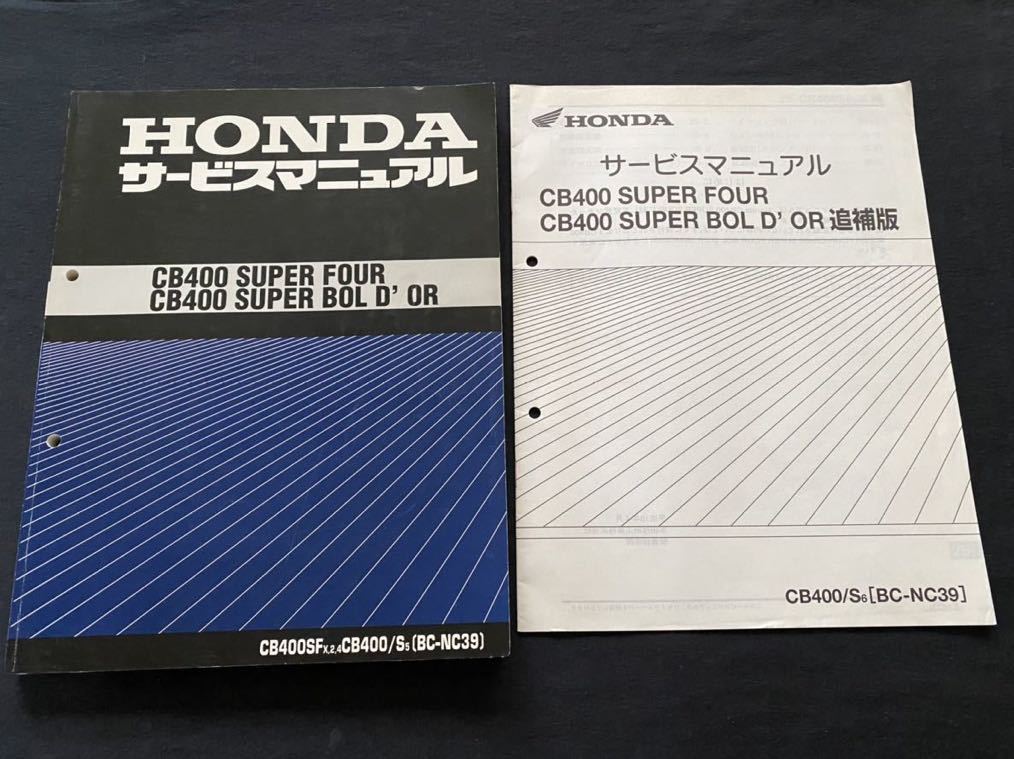 HONDA
サービスマニュアル
CB400 SUPER FOUR
CB400 SUPER BOL D' OR
CB400SFX,2,4CB400/S5(BC-NC39)
HONDA
サービスマニュアル
CB400 SUPER FOUR
CB400 SUPER BOL D' OR 追補版
CB400/S6[BC-NC39]